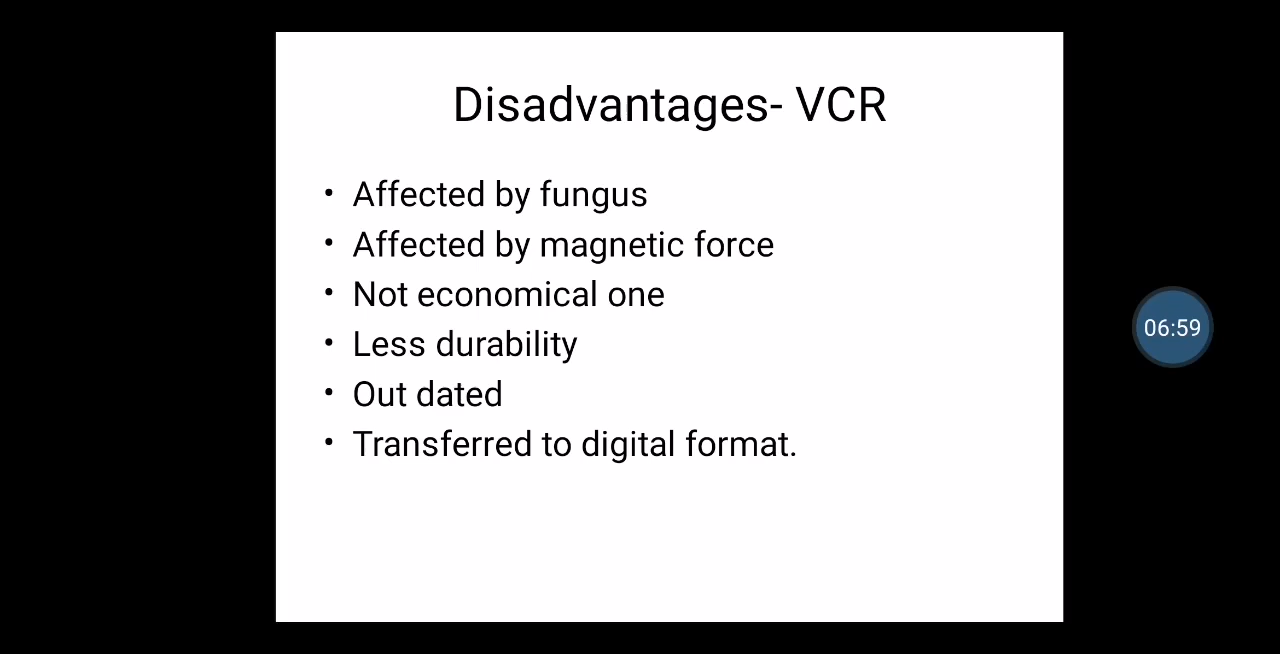 Disadvantages- VCR
• Affected by fungus
• Affected by magnetic force
• Not economical one
• Less durability
• Out dated
• Transferred to digital format.
06:59